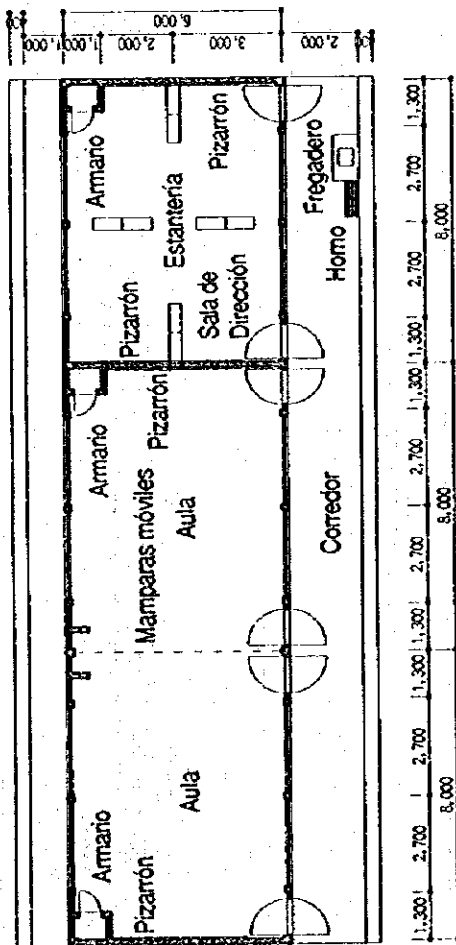 Armario
Armario
Armario
Pizarrón
Mamparas móviles
Pizarrón
Pizarrón
Estantería
Aula
Aula
Sala de
Dirección
Pizarrón
Corredor
Horno
Fregadero
1,000
1,000
2,000
3,000
2,000
6,000
1,300 2,700 2,700 1,300 1,300 2,700 2,700 1,300 1,300 2,700 2,700 1,300
8,000 8,000 8,000